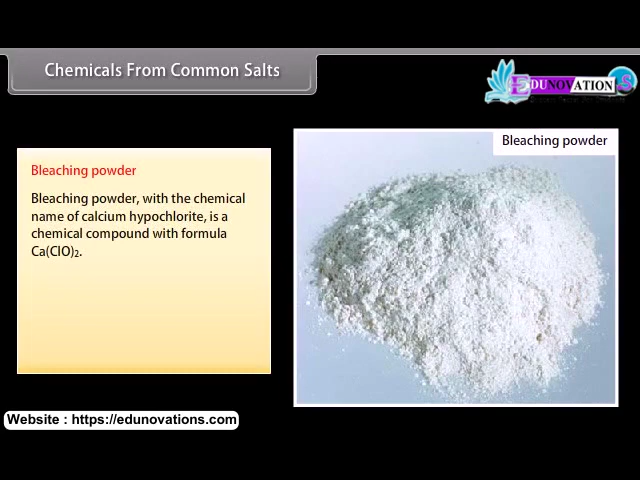 Chemicals From Common Salts
EDUNOVATIONS
Bleaching powder
Bleaching powder
Bleaching powder, with the chemical
name of calcium hypochlorite, is a
chemical compound with formula
Ca(ClO)₂.
Website : https://edunovations.com